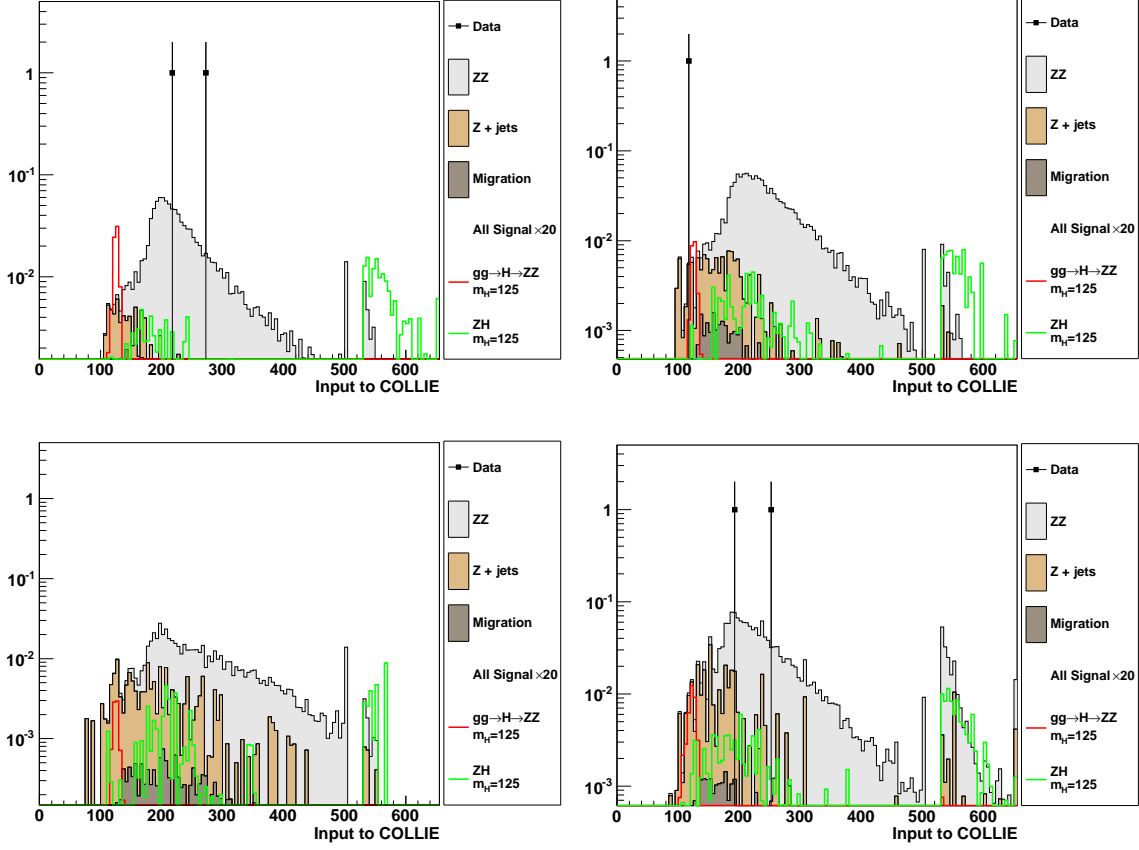 1
10^-1
10^-2
0 100 200 300 400 500 600
Input to COLLIE
Data
ZZ
Z + jets
Migration
All Signal ×20
gg→H→ZZ
m_H=125
ZH
m_H=125
1
10^-1
10^-2
10^-3
0 100 200 300 400 500 600
Input to COLLIE
Data
ZZ
Z + jets
Migration
All Signal ×20
gg→H→ZZ
m_H=125
ZH
m_H=125
1
10^-1
10^-2
10^-3
0 100 200 300 400 500 600
Input to COLLIE
Data
ZZ
Z + jets
Migration
All Signal ×20
gg→H→ZZ
m_H=125
ZH
m_H=125
1
10^-1
10^-2
10^-3
0 100 200 300 400 500 600
Input to COLLIE
Data
ZZ
Z + jets
Migration
All Signal ×20
gg→H→ZZ
m_H=125
ZH
m_H=125